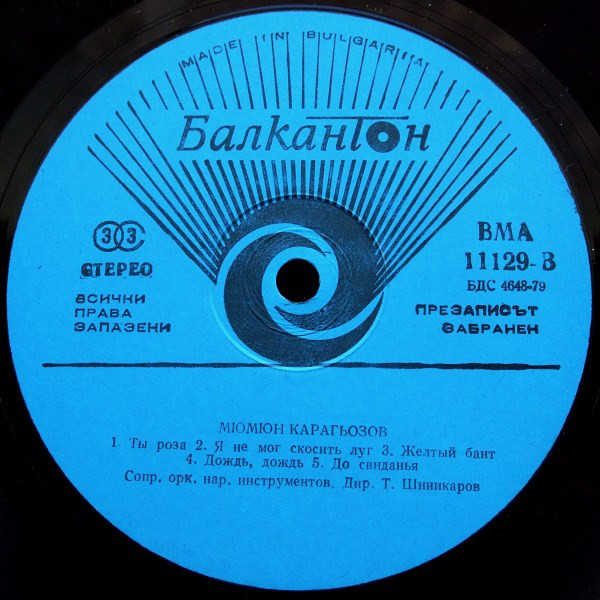 MADE IN BULGARIA
БалканТон
33
СТЕРЕО
ВСИЧКИ
ПРАВА
ЗАПАЗЕНИ
ВМА
11129-В
БДС 4648-79
ПРЕЗАПИСЪТ
ЗАБРАНЕН
МЮМЮН КАРАГЬОЗОВ
1. Ты роза 2. Я не мог скосить луг 3. Желтый бант
4. Дождь, дождь 5. До свиданья
Сопр. орк. нар. инструментов. Дир. Т. Шиникаров